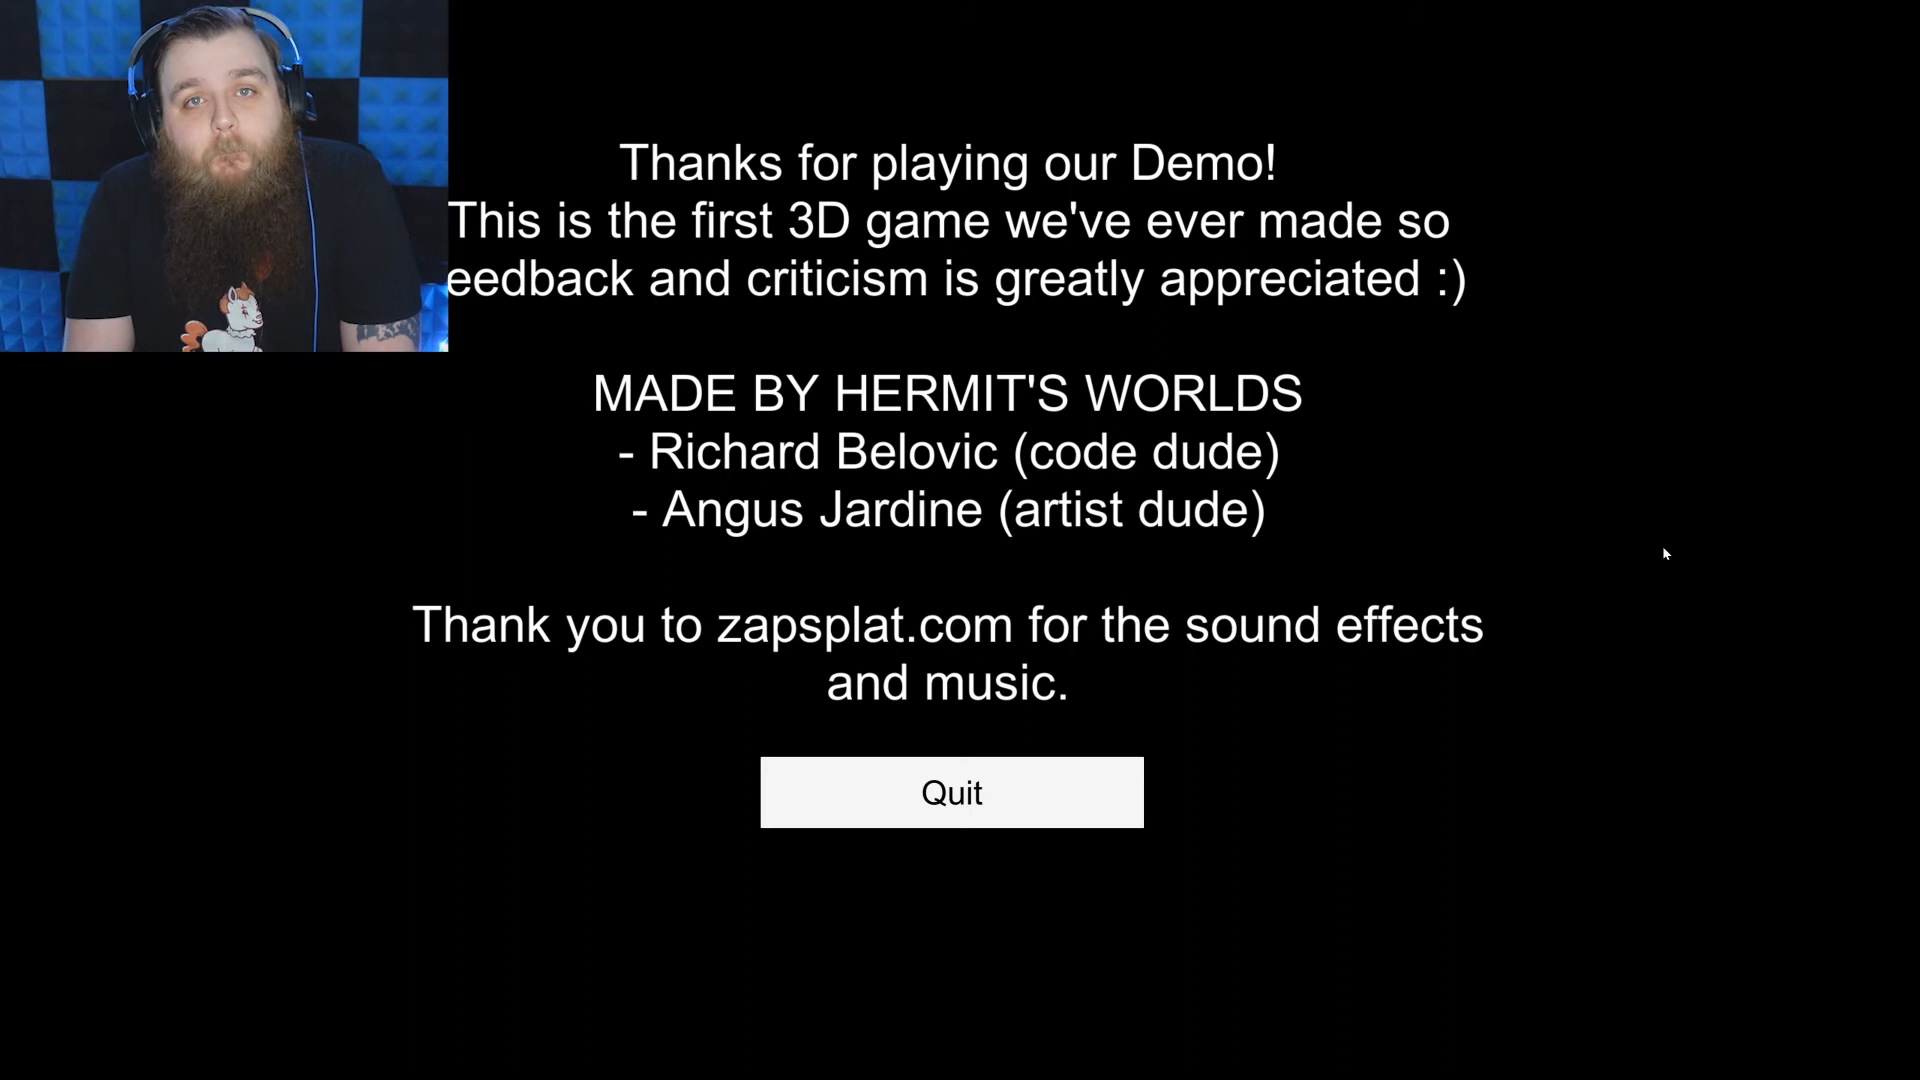 Thanks for playing our Demo!
This is the first 3D game we've ever made so
eedback and criticism is greatly appreciated :)
MADE BY HERMIT'S WORLDS
- Richard Belovic (code dude)
- Angus Jardine (artist dude)
Thank you to zapsplat.com for the sound effects
and music.
Quit